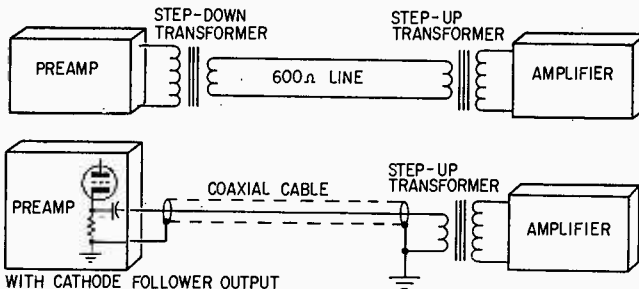 STEP-DOWN
TRANSFORMER
STEP-UP
TRANSFORMER
PREAMP
600Ω LINE
AMPLIFIER
PREAMP
COAXIAL CABLE
STEP-UP
TRANSFORMER
AMPLIFIER
WITH CATHODE FOLLOWER OUTPUT